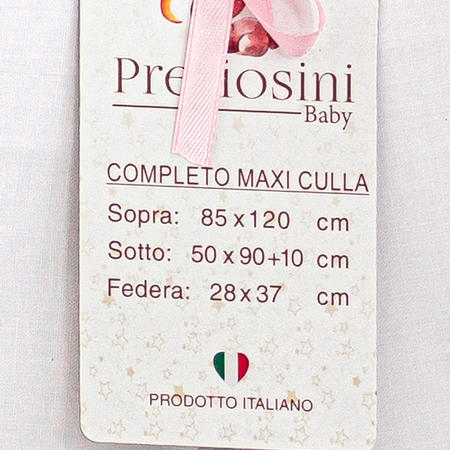 Preziosini
Baby
COMPLETO MAXI CULLA
Sopra: 85 x 120 cm
Sotto: 50 x 90+10 cm
Federa: 28 x 37 cm
PRODOTTO ITALIANO